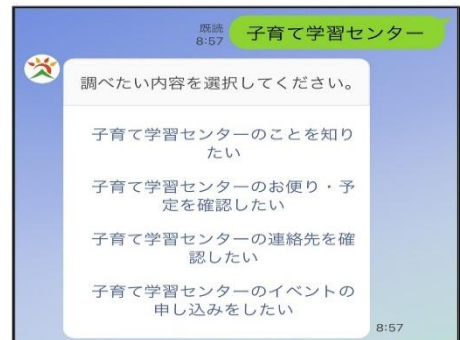 既読
8:57
子育て学習センター
調べたい内容を選択してください。
子育て学習センターのことを知り
たい
子育て学習センターのお便り・予
定を確認したい
子育て学習センターの連絡先を確
認したい
子育て学習センターのイベントの
申し込みをしたい
8:57